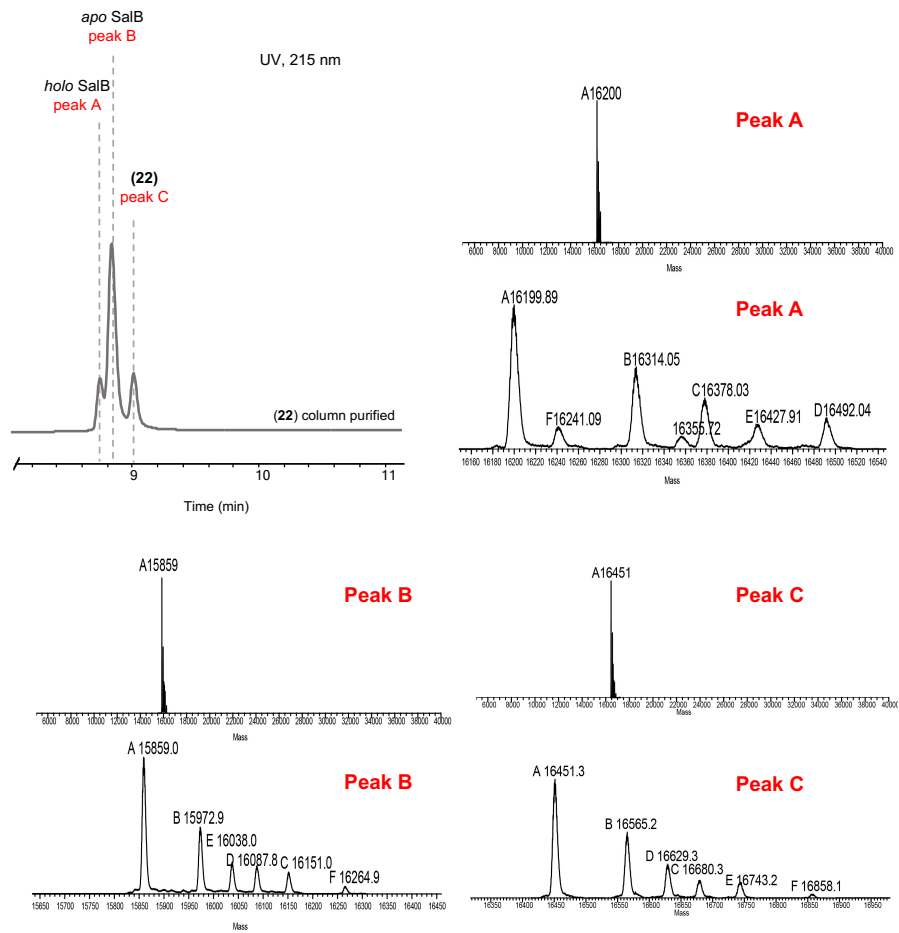 apo SalB
peak B
UV, 215 nm
holo SalB
peak A
(22)
peak C
(22) column purified
9
10
11
Time (min)
A16200
Peak A
6000 8000 10000 12000 14000 16000 18000 20000 22000 24000 26000 28000 30000 32000 34000 36000 38000 40000
Mass
Peak A
A16199.89
B16314.05
C16378.03
F16241.09
16355.72
E16427.91
D16492.04
16160 16180 16200 16220 16240 16260 16280 16300 16320 16340 16360 16380 16400 16420 16440 16460 16480 16500 16520 16540
Mass
A15859
Peak B
6000 8000 10000 12000 14000 16000 18000 20000 22000 24000 26000 28000 30000 32000 34000 36000 38000 40000
Mass
A 15859.0
Peak B
B 15972.9
E 16038.0
D 16087.8
C 16151.0
F 16264.9
15650 15700 15750 15800 15850 15900 15950 16000 16050 16100 16150 16200 16250 16300 16350 16400 16450
Mass
A16451
Peak C
6000 8000 10000 12000 14000 16000 18000 20000 22000 24000 26000 28000 30000 32000 34000 36000 38000 40000
Mass
A 16451.3
Peak C
B 16565.2
D 16629.3
C 16680.3
E 16743.2
F 16858.1
16350 16400 16450 16500 16550 16600 16650 16700 16750 16800 16850 16900 16950
Mass